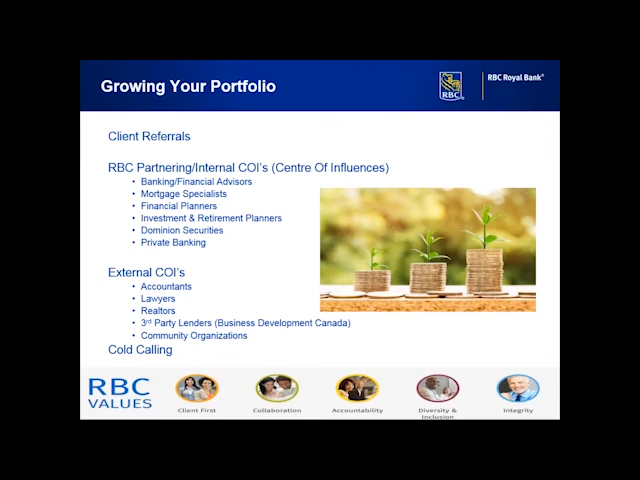 Growing Your Portfolio
RBC
RBC Royal Bank®
Client Referrals
RBC Partnering/Internal COI's (Centre Of Influences)
• Banking/Financial Advisors
• Mortgage Specialists
• Financial Planners
• Investment & Retirement Planners
• Dominion Securities
• Private Banking
External COI's
• Accountants
• Lawyers
• Realtors
• 3rd Party Lenders (Business Development Canada)
• Community Organizations
Cold Calling
RBC
VALUES
Client First
Collaboration
Accountability
Diversity &
Inclusion
Integrity